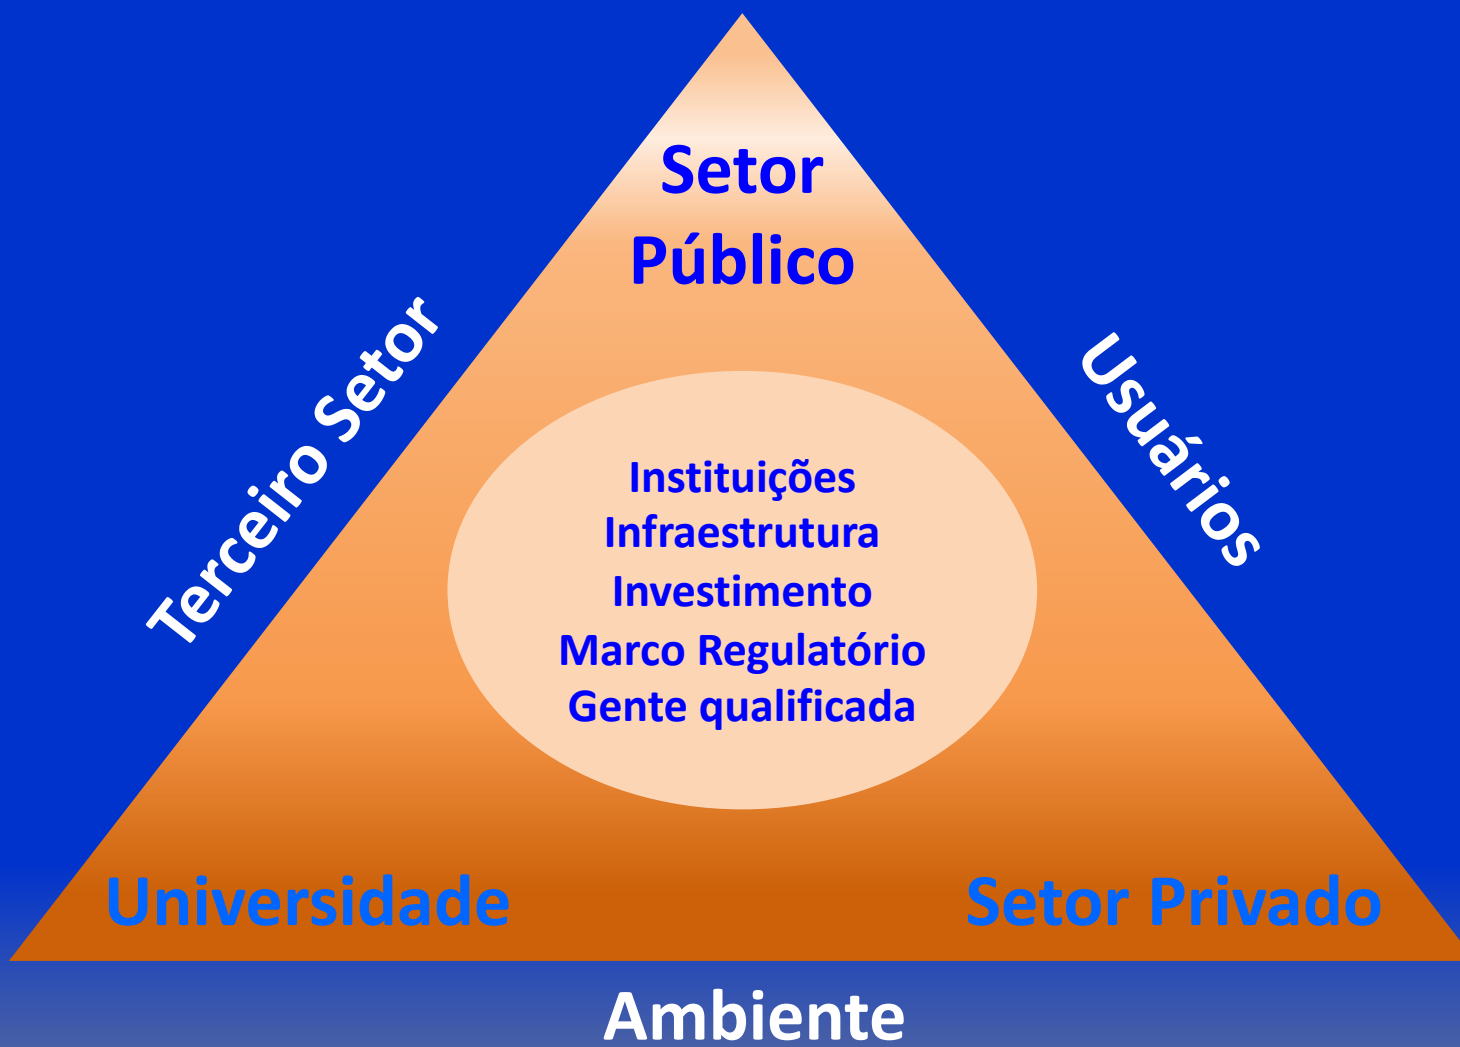 Setor
Público
Terceiro Setor
Usuários
Instituições
Infraestrutura
Investimento
Marco Regulatório
Gente qualificada
Universidade
Setor Privado
Ambiente